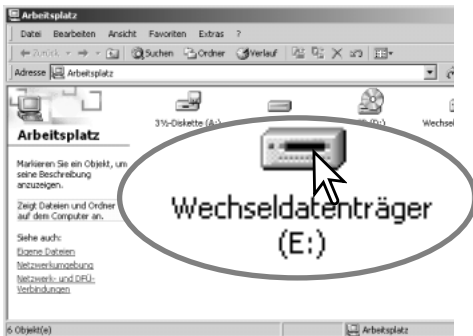 Arbeitsplatz
Datei Bearbeiten Ansicht Favoriten Extras ?
Zurück Suchen Ordner Verlauf
Adresse Arbeitsplatz
3½-Diskette (A:) (D:) Wechsel
Arbeitsplatz
Markieren Sie ein Objekt, um
seine Beschreibung
anzuzeigen.
Zeigt Dateien und Ordner
auf dem Computer an.
Siehe auch:
Eigene Dateien
Netzwerkumgebung
Netzwerk- und DFÜ-
Verbindungen
Wechseldatenträger
(E:)
6 Objekt(e) Arbeitsplatz